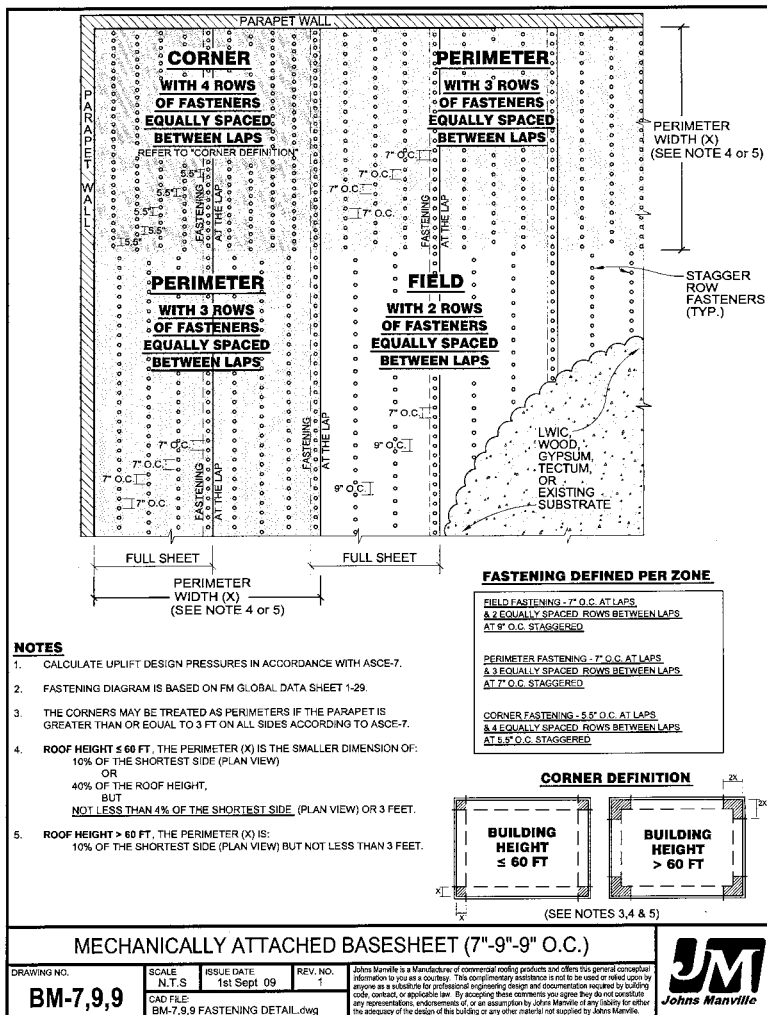 PARAPET WALL
PARAPET WALL
CORNER
WITH 4 ROWS
OF FASTENERS
EQUALLY SPACED
BETWEEN LAPS
REFER TO "CORNER DEFINITION"
5.5"
5.5"
5.5"
5.5"
5.5"
FASTENING
AT THE LAP
PERIMETER
WITH 3 ROWS
OF FASTENERS
EQUALLY SPACED
BETWEEN LAPS
7" O.C.
7" O.C.
7" O.C.
7" O.C.
FASTENING
AT THE LAP
PERIMETER
WIDTH (X)
(SEE NOTE 4 or 5)
STAGGER
ROW
FASTENERS
(TYP.)
PERIMETER
WITH 3 ROWS
OF FASTENERS
EQUALLY SPACED
BETWEEN LAPS
7" O.C.
7" O.C.
7" O.C.
7" O.C.
FASTENING
AT THE LAP
FASTENING
AT THE LAP
FIELD
WITH 2 ROWS
OF FASTENERS
EQUALLY SPACED
BETWEEN LAPS
7" O.C.
9" O.C.
9" O.C.
LWIC,
WOOD,
GYPSUM,
TECTUM,
OR
EXISTING
SUBSTRATE
FULL SHEET
FULL SHEET
PERIMETER
WIDTH (X)
(SEE NOTE 4 or 5)
FASTENING DEFINED PER ZONE
FIELD FASTENING - 7" O.C. AT LAPS
& 2 EQUALLY SPACED ROWS BETWEEN LAPS
AT 9" O.C. STAGGERED
PERIMETER FASTENING - 7" O.C. AT LAPS
& 3 EQUALLY SPACED ROWS BETWEEN LAPS
AT 7" O.C. STAGGERED
CORNER FASTENING - 5.5" O.C. AT LAPS
& 4 EQUALLY SPACED ROWS BETWEEN LAPS
AT 5.5" O.C. STAGGERED
NOTES
1. CALCULATE UPLIFT DESIGN PRESSURES IN ACCORDANCE WITH ASCE-7.
2. FASTENING DIAGRAM IS BASED ON FM GLOBAL DATA SHEET 1-29.
3. THE CORNERS MAY BE TREATED AS PERIMETERS IF THE PARAPET IS
GREATER THAN OR EQUAL TO 3 FT ON ALL SIDES ACCORDING TO ASCE-7.
4. ROOF HEIGHT ≤ 60 FT, THE PERIMETER (X) IS THE SMALLER DIMENSION OF:
10% OF THE SHORTEST SIDE (PLAN VIEW)
OR
40% OF THE ROOF HEIGHT,
BUT
NOT LESS THAN 4% OF THE SHORTEST SIDE (PLAN VIEW) OR 3 FEET.
5. ROOF HEIGHT > 60 FT, THE PERIMETER (X) IS:
10% OF THE SHORTEST SIDE (PLAN VIEW) BUT NOT LESS THAN 3 FEET.
CORNER DEFINITION
2X
2X
BUILDING
HEIGHT
≤ 60 FT
BUILDING
HEIGHT
> 60 FT
X
X
(SEE NOTES 3,4 & 5)
MECHANICALLY ATTACHED BASESHEET (7"-9"-9" O.C.)
DRAWING NO.
BM-7,9,9
SCALE
N.T.S
ISSUE DATE
1st Sept 09
REV. NO.
1
CAD FILE:
BM-7,9,9 FASTENING DETAIL.dwg
Johns Manville is a Manufacturer of commercial roofing products and offers this general conceptual
information to you as a courtesy. This complimentary assistance is not to be used or relied upon by
anyone as a substitute for professional engineering design and documentation required by building
code, contract, or applicable law. By accepting these comments you agree they do not constitute
any representations, endorsements of, or an assumption by Johns Manville of any liability for either
the adequacy of the design of this building or any other material not supplied by Johns Manville.
JM
Johns Manville